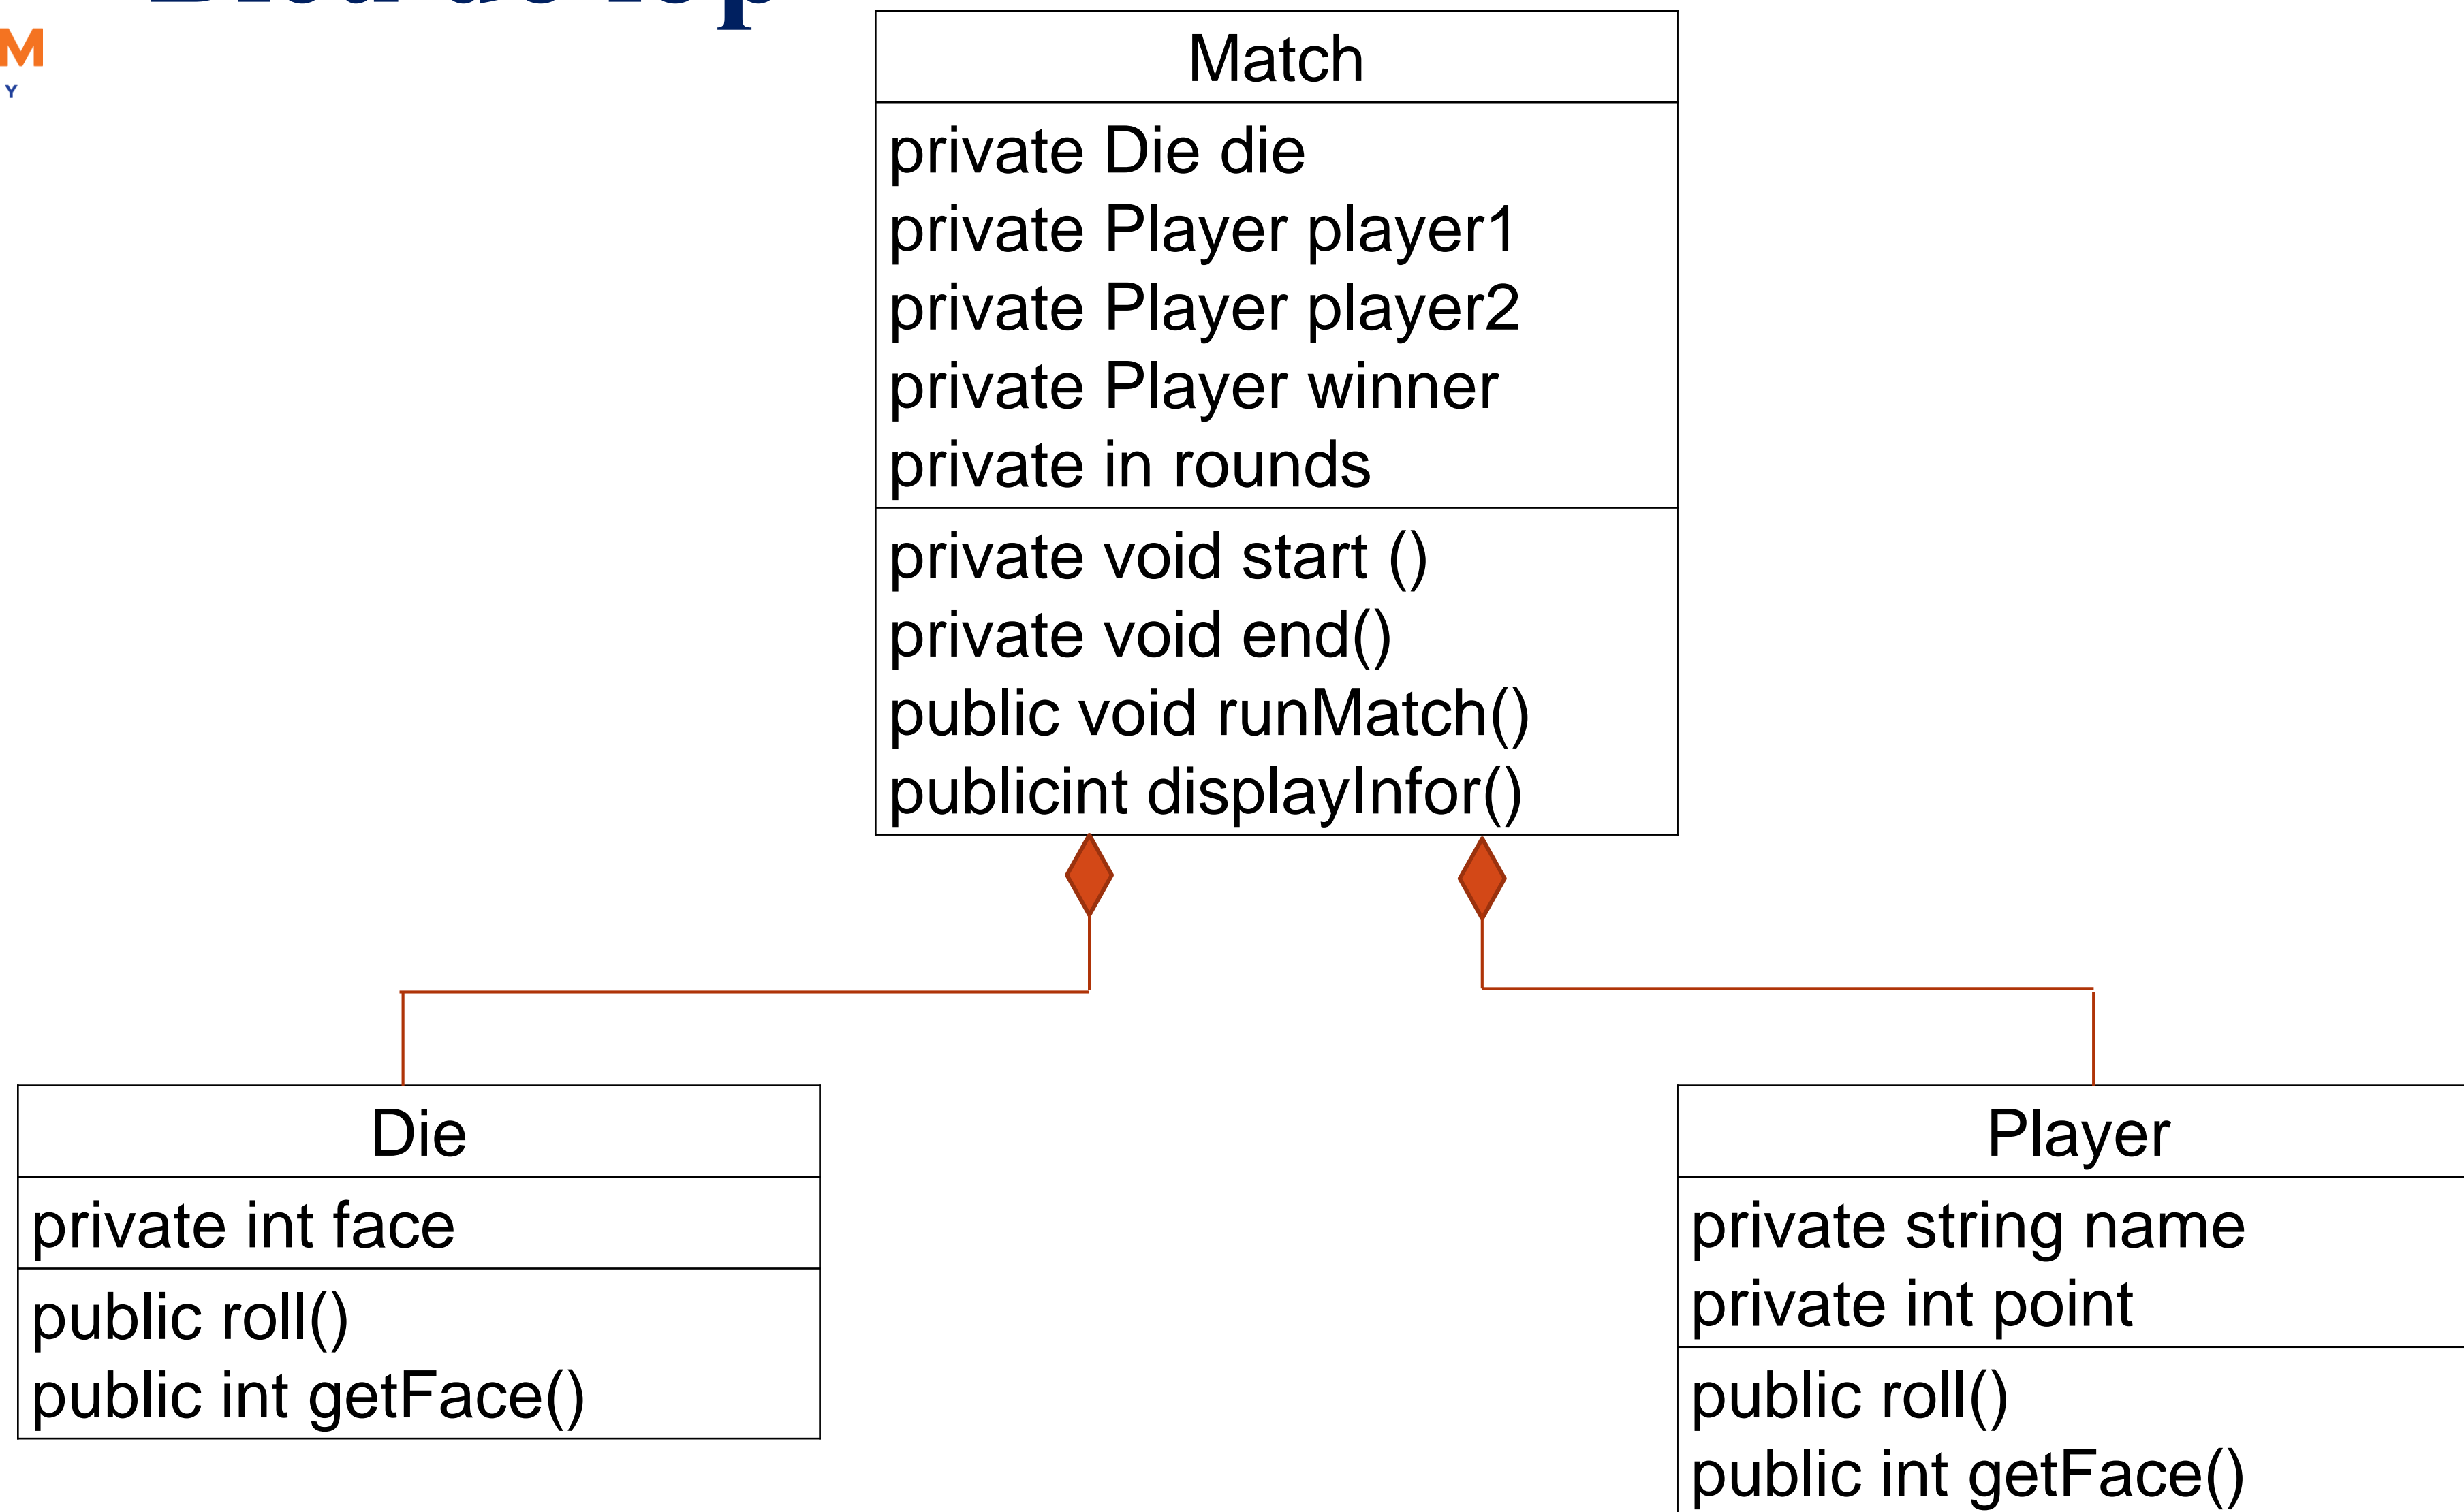 M
Y
Match
private Die die
private Player player1
private Player player2
private Player winner
private in rounds
private void start ()
private void end()
public void runMatch()
publicint displayInfor()
Die
private int face
public roll()
public int getFace()
Player
private string name
private int point
public roll()
public int getFace()